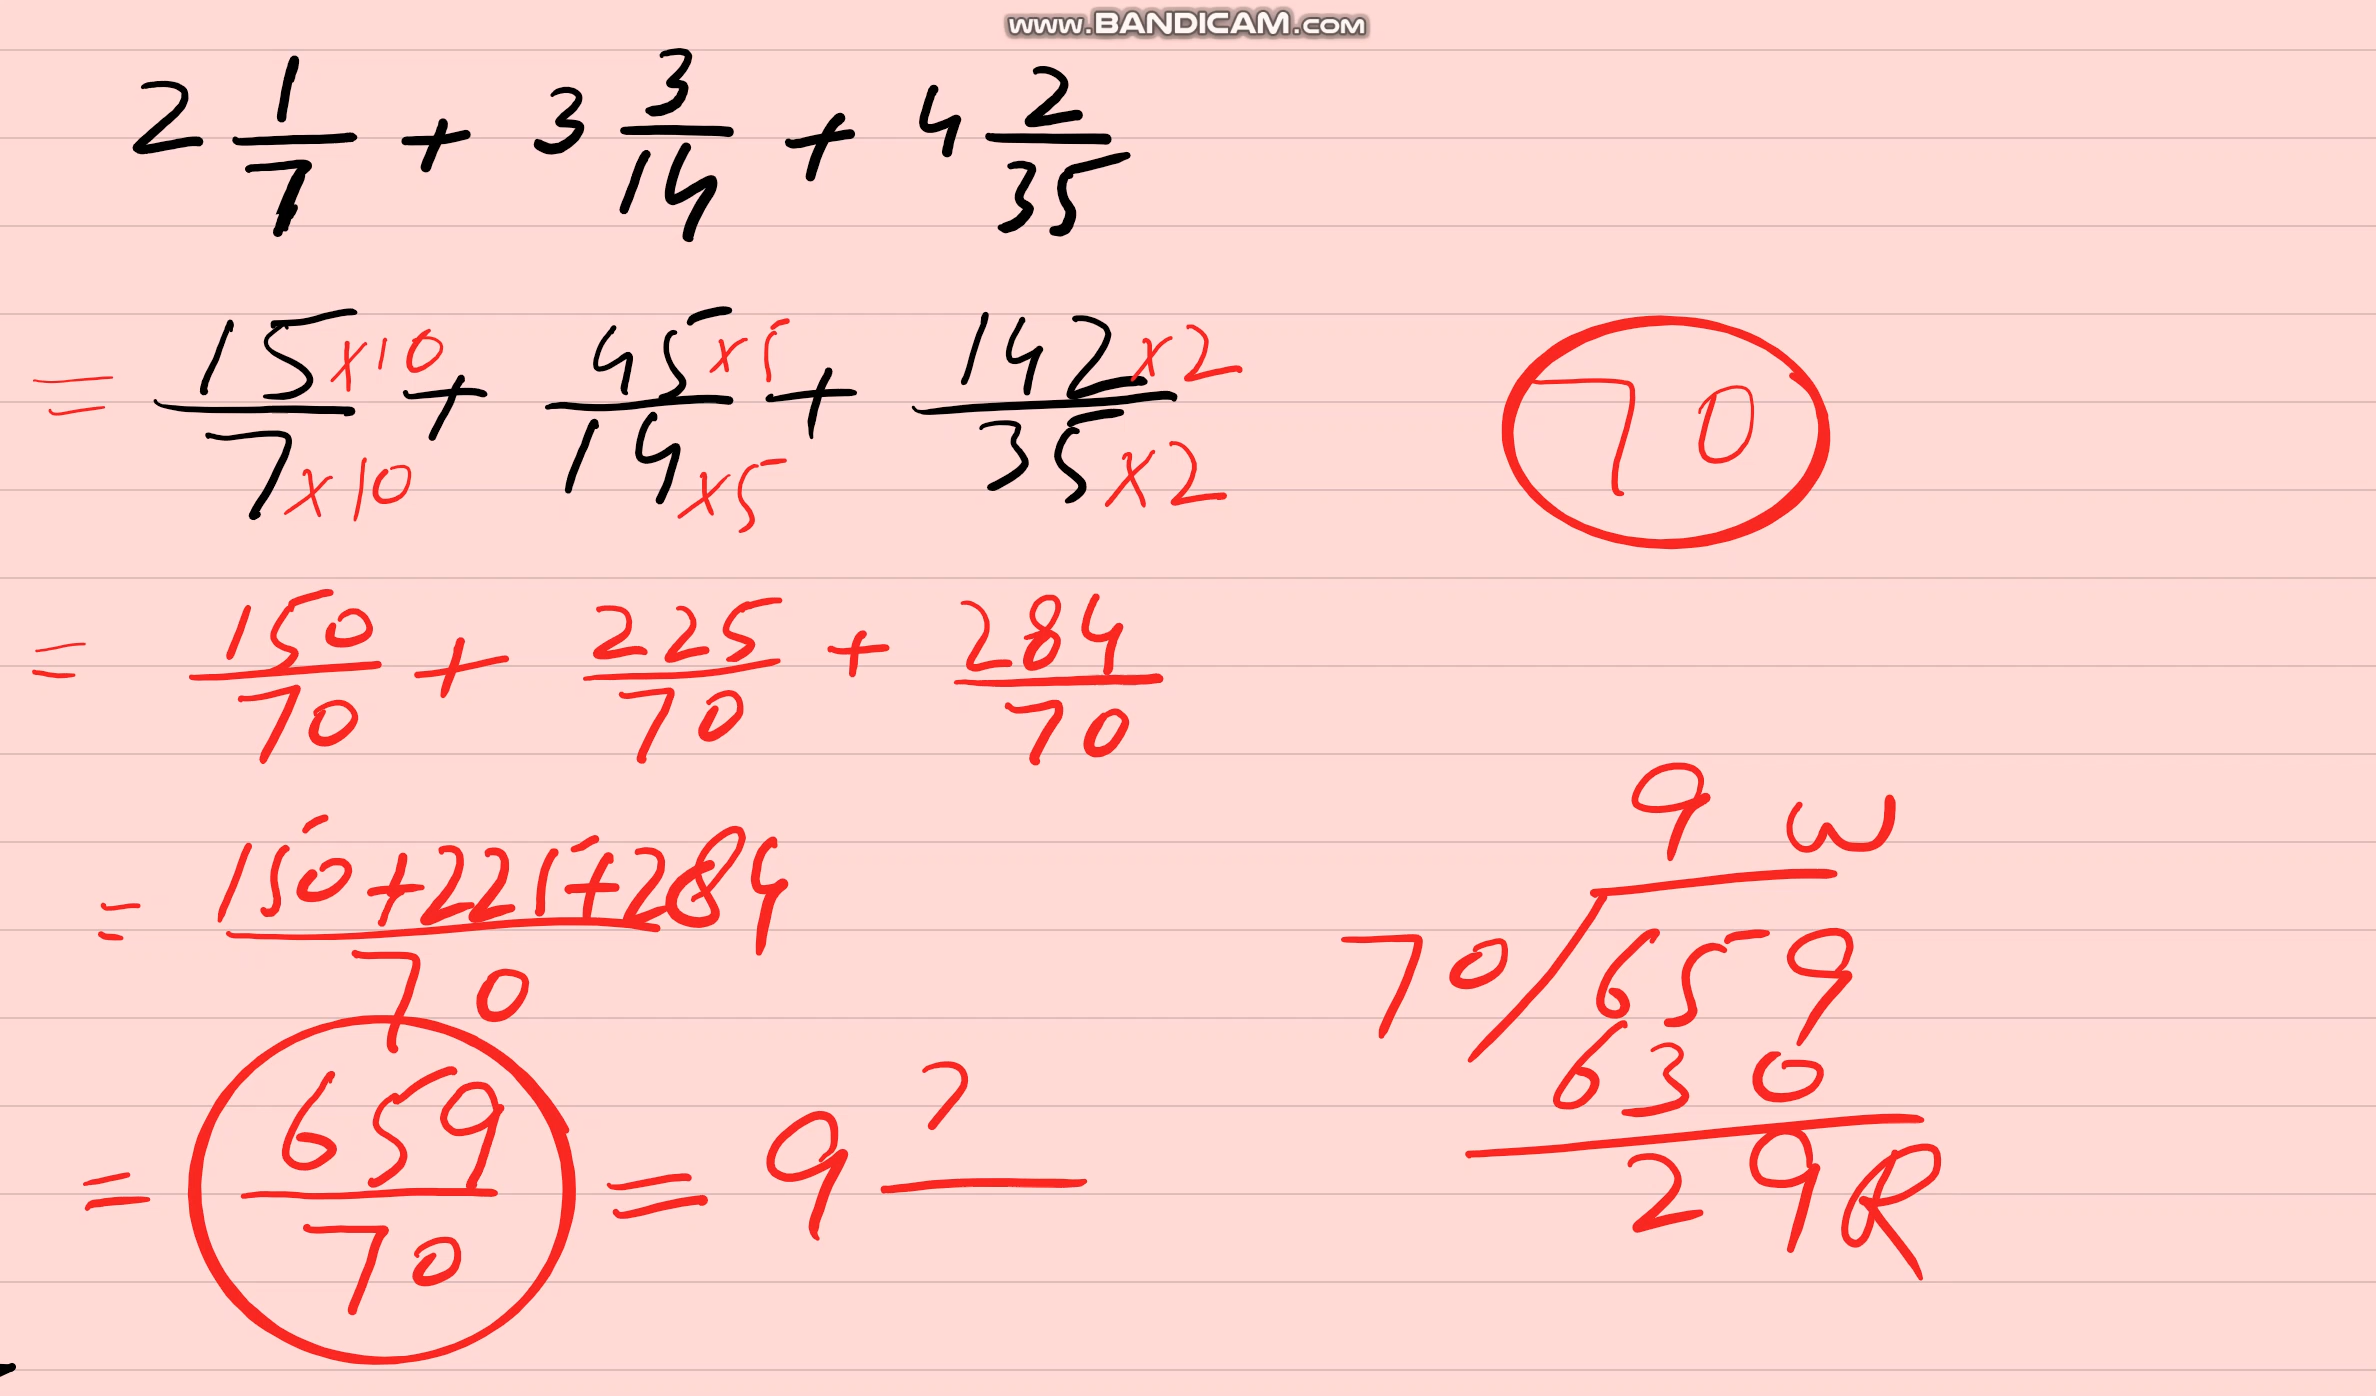 www.BANDICAM.com
2 1/7 + 3 3/14 + 4 2/35
= 15×10/7×10 + 45×5/14×5 + 142×2/35×2
70
= 150/70 + 225/70 + 284/70
= 150+225+284/70
= 659/70 = 9
9 W
70/659
630
29R